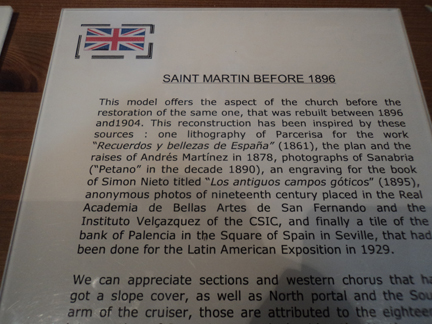 SAINT MARTIN BEFORE 1896
This model offers the aspect of the church before the
restoration of the same one, that was rebuilt between 1896
and1904. This reconstruction has been inspired by these
sources : one lithography of Parcerisa for the work
"Recuerdos y bellezas de España" (1861), the plan and the
raises of Andrés Martínez in 1878, photographs of Sanabria
("Petano" in the decade 1890), an engraving for the book
of Simon Nieto titled "Los antiguos campos góticos" (1895),
anonymous photos of nineteenth century placed in the Real
Academia de Bellas Artes de San Fernando and the
Instituto Velçazquez of the CSIC, and finally a tile of the
bank of Palencia in the Square of Spain in Seville, that had
been done for the Latin American Exposition in 1929.
We can appreciate sections and western chorus that
got a slope cover, as well as North portal and the
arm of the cruiser, those are attributed to the